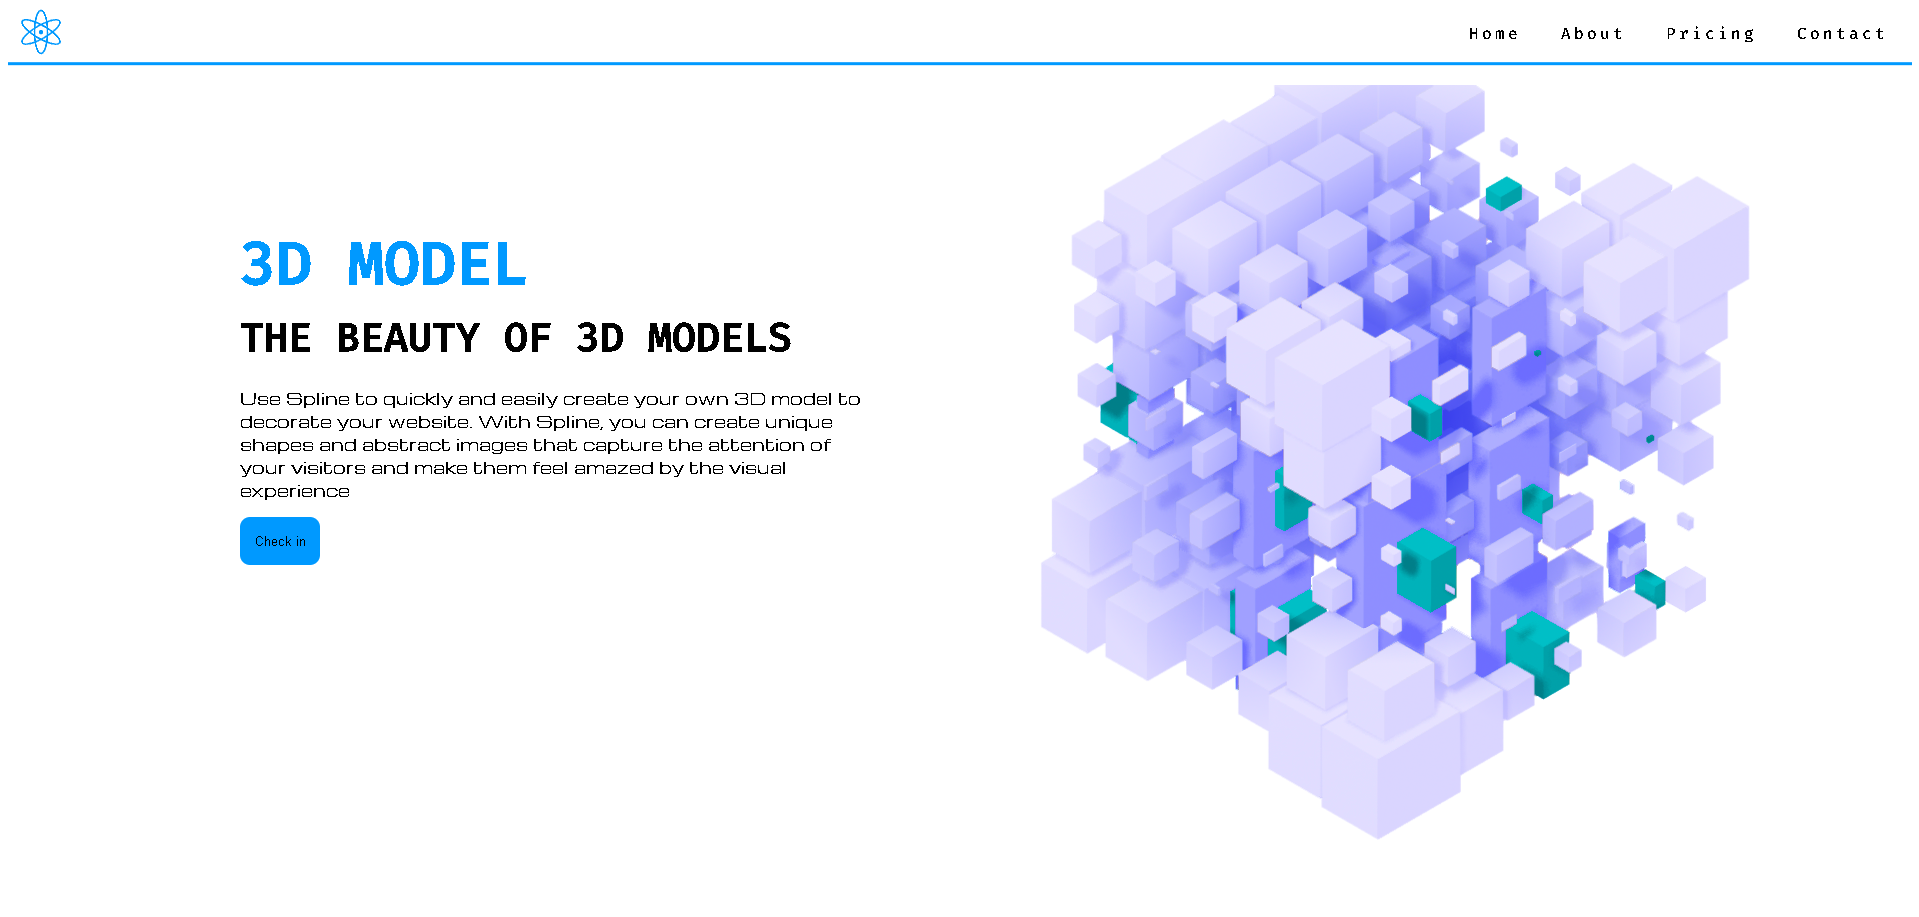 Home About Pricing Contact
3D MODEL
THE BEAUTY OF 3D MODELS
Use Spline to quickly and easily create your own 3D model to
decorate your website. With Spline, you can create unique
shapes and abstract images that capture the attention of
your visitors and make them feel amazed by the visual
experience
Check in